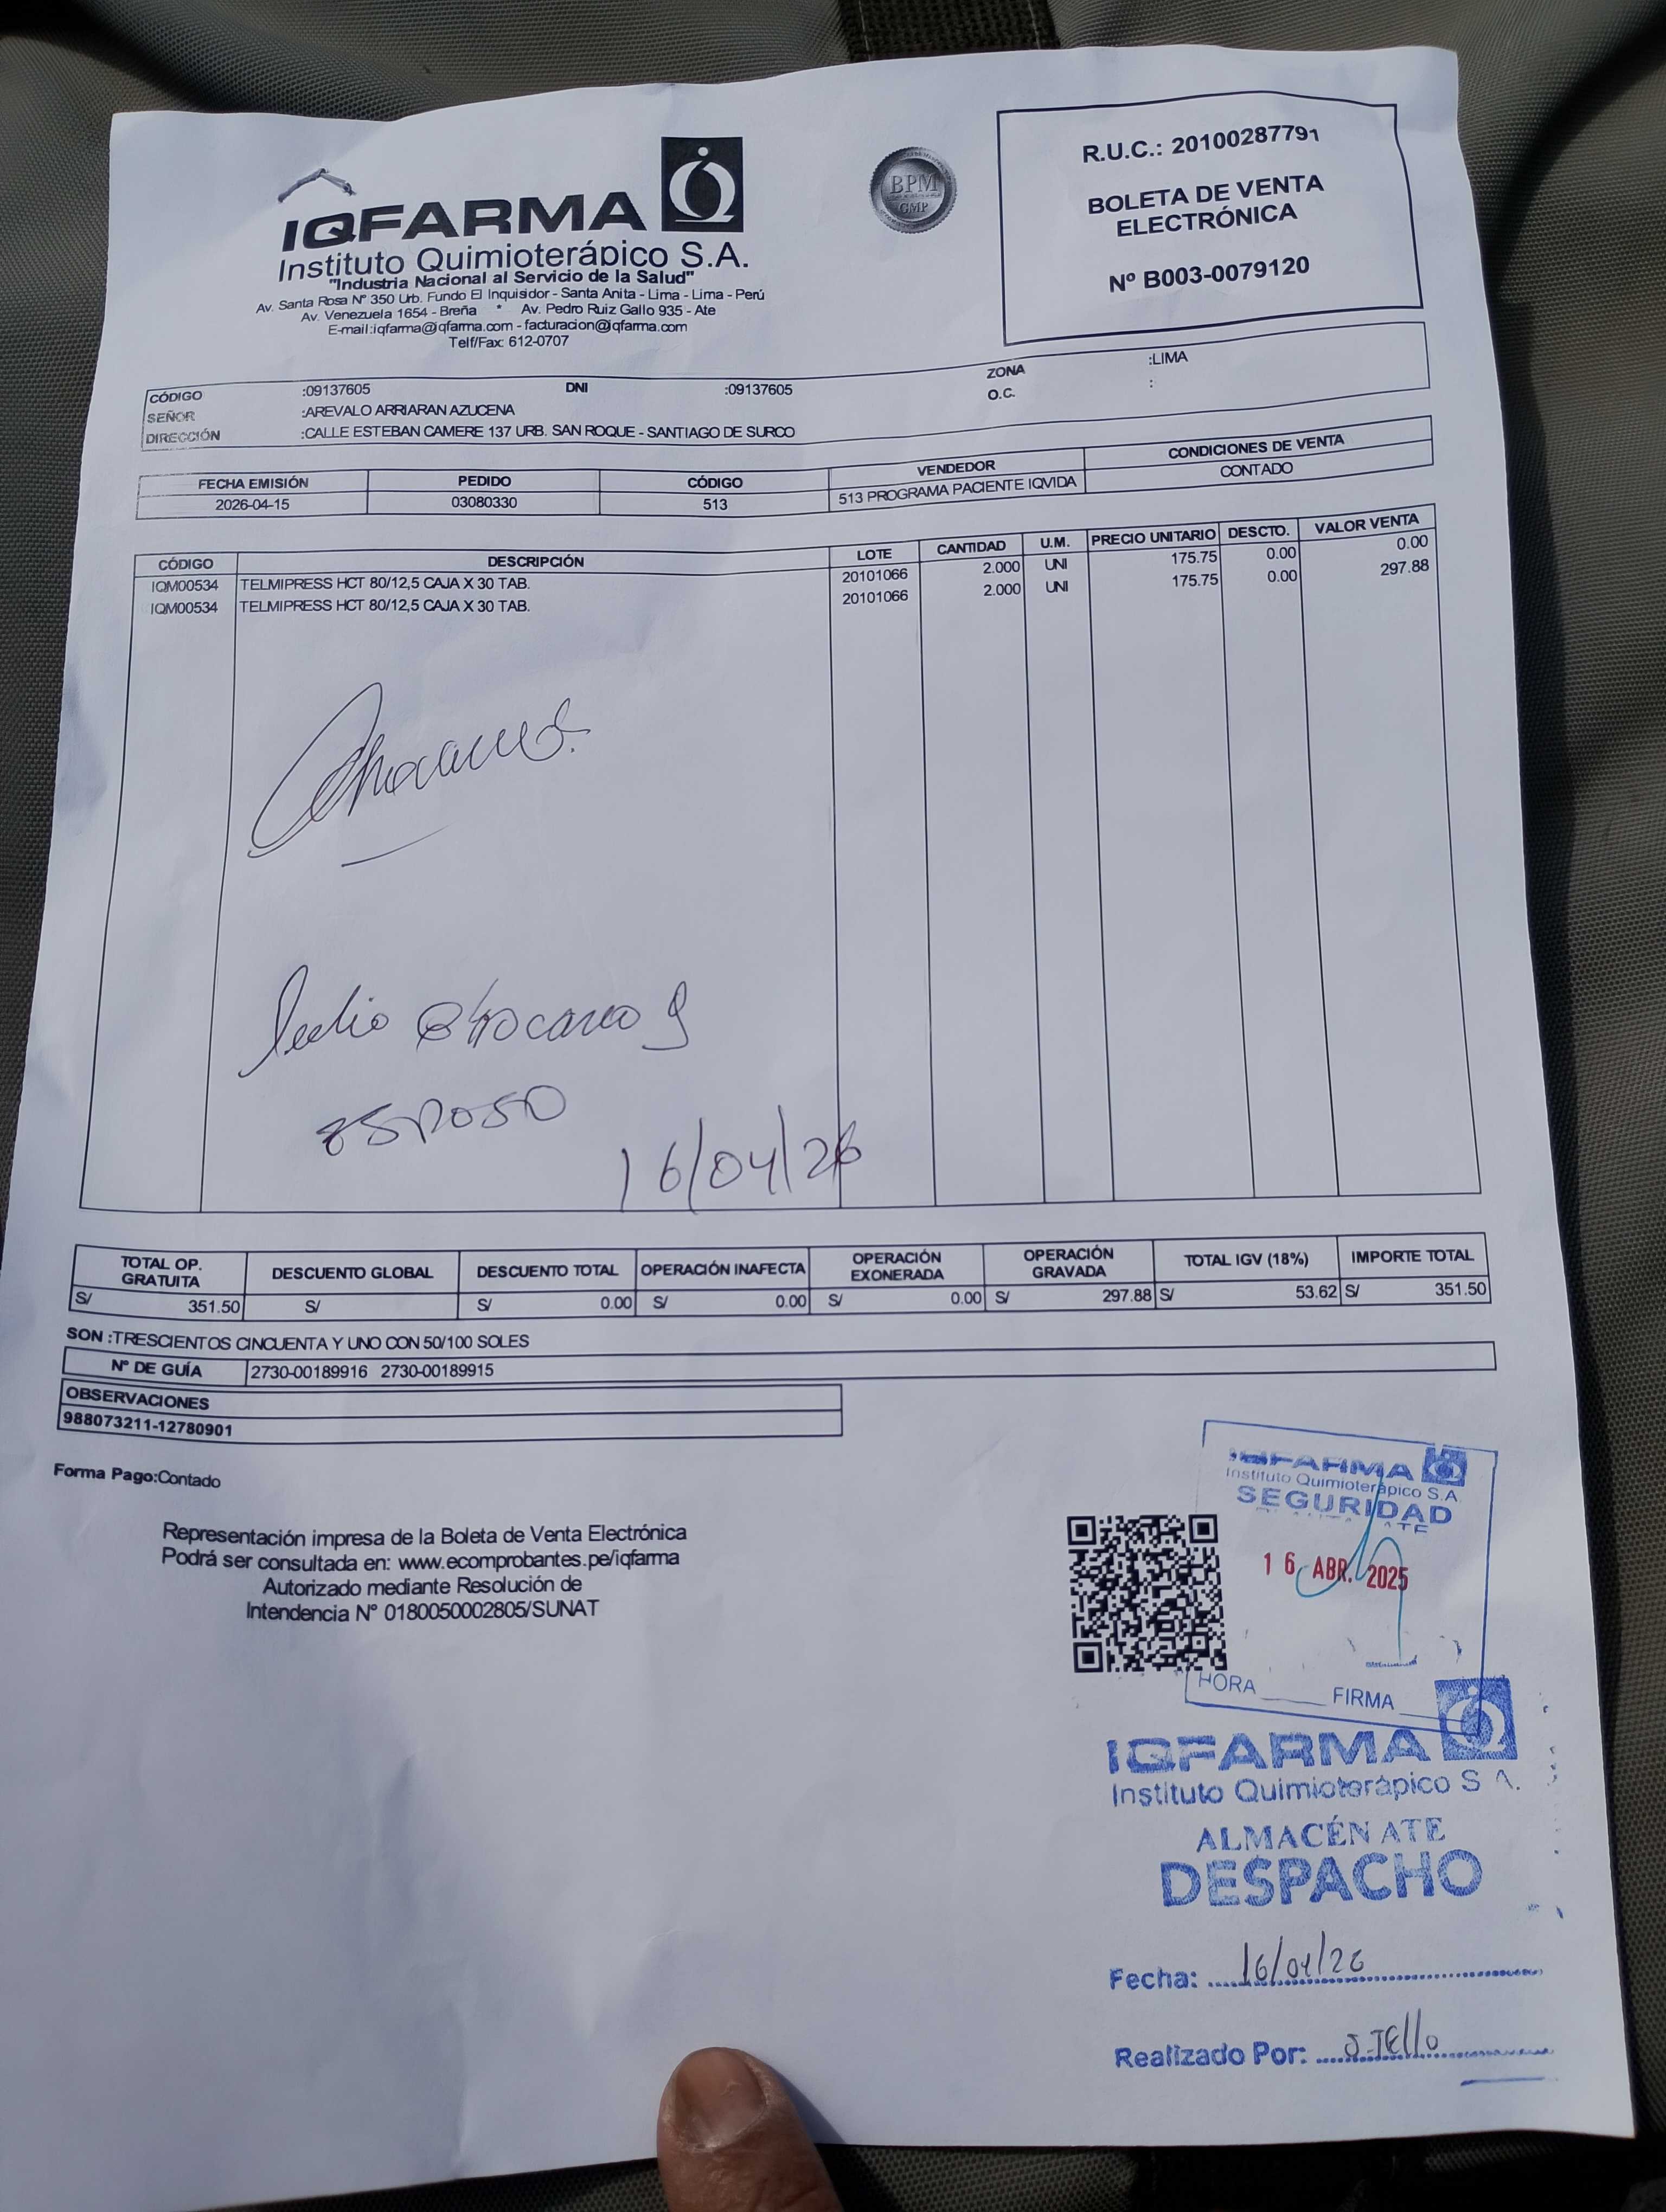 IQFARMA
Instituto Quimioterápico S.A.
"Industria Nacional al Servicio de la Salud"
Av. Santa Rosa N° 350 Urb. Fundo El Inquisidor - Santa Anita - Lima - Lima - Perú
Av. Venezuela 1654 - Breña * Av. Pedro Ruiz Gallo 935 - Ate
E-mail:iqfarma@iqfarma.com - facturacion@iqfarma.com
Telf/Fax: 612-0707
BPM
GMP
R.U.C.: 20100287791
BOLETA DE VENTA
ELECTRÓNICA
Nº B003-0079120
CÓDIGO :09137605 DNI :09137605 ZONA :LIMA
SEÑOR :AREVALO ARRIARAN AZUCENA O.C. :
DIRECCIÓN :CALLE ESTEBAN CAMERE 137 URB. SAN ROQUE - SANTIAGO DE SURCO
FECHA EMISIÓN PEDIDO CÓDIGO VENDEDOR CONDICIONES DE VENTA
2026-04-15 03080330 513 513 PROGRAMA PACIENTE IQVIDA CONTADO
CÓDIGO DESCRIPCIÓN LOTE CANTIDAD U.M. PRECIO UNITARIO DESCTO. VALOR VENTA
IQM00534 TELMIPRESS HCT 80/12,5 CAJA X 30 TAB. 20101066 2.000 UNI 175.75 0.00 0.00
IQM00534 TELMIPRESS HCT 80/12,5 CAJA X 30 TAB. 20101066 2.000 UNI 175.75 0.00 297.88
esposo
16/04/26
TOTAL OP. GRATUITA DESCUENTO GLOBAL DESCUENTO TOTAL OPERACIÓN INAFECTA OPERACIÓN EXONERADA OPERACIÓN GRAVADA TOTAL IGV (18%) IMPORTE TOTAL
S/ 351.50 S/ S/ 0.00 S/ 0.00 S/ 0.00 S/ 297.88 S/ 53.62 S/ 351.50
SON :TRESCIENTOS CINCUENTA Y UNO CON 50/100 SOLES
Nº DE GUÍA 2730-00189916 2730-00189915
OBSERVACIONES
988073211-12780901
Forma Pago:Contado
Representación impresa de la Boleta de Venta Electrónica
Podrá ser consultada en: www.ecomprobantes.pe/iqfarma
Autorizado mediante Resolución de
Intendencia N° 0180050002805/SUNAT
IQFARMA
Instituto Quimioterápico S.A.
SEGURIDAD
ATE
16 ABR. 2025
HORA FIRMA
IQFARMA
Instituto Quimioterápico S A.
ALMACÉN ATE
DESPACHO
Fecha: 16/04/26
Realizado Por: J. Tello